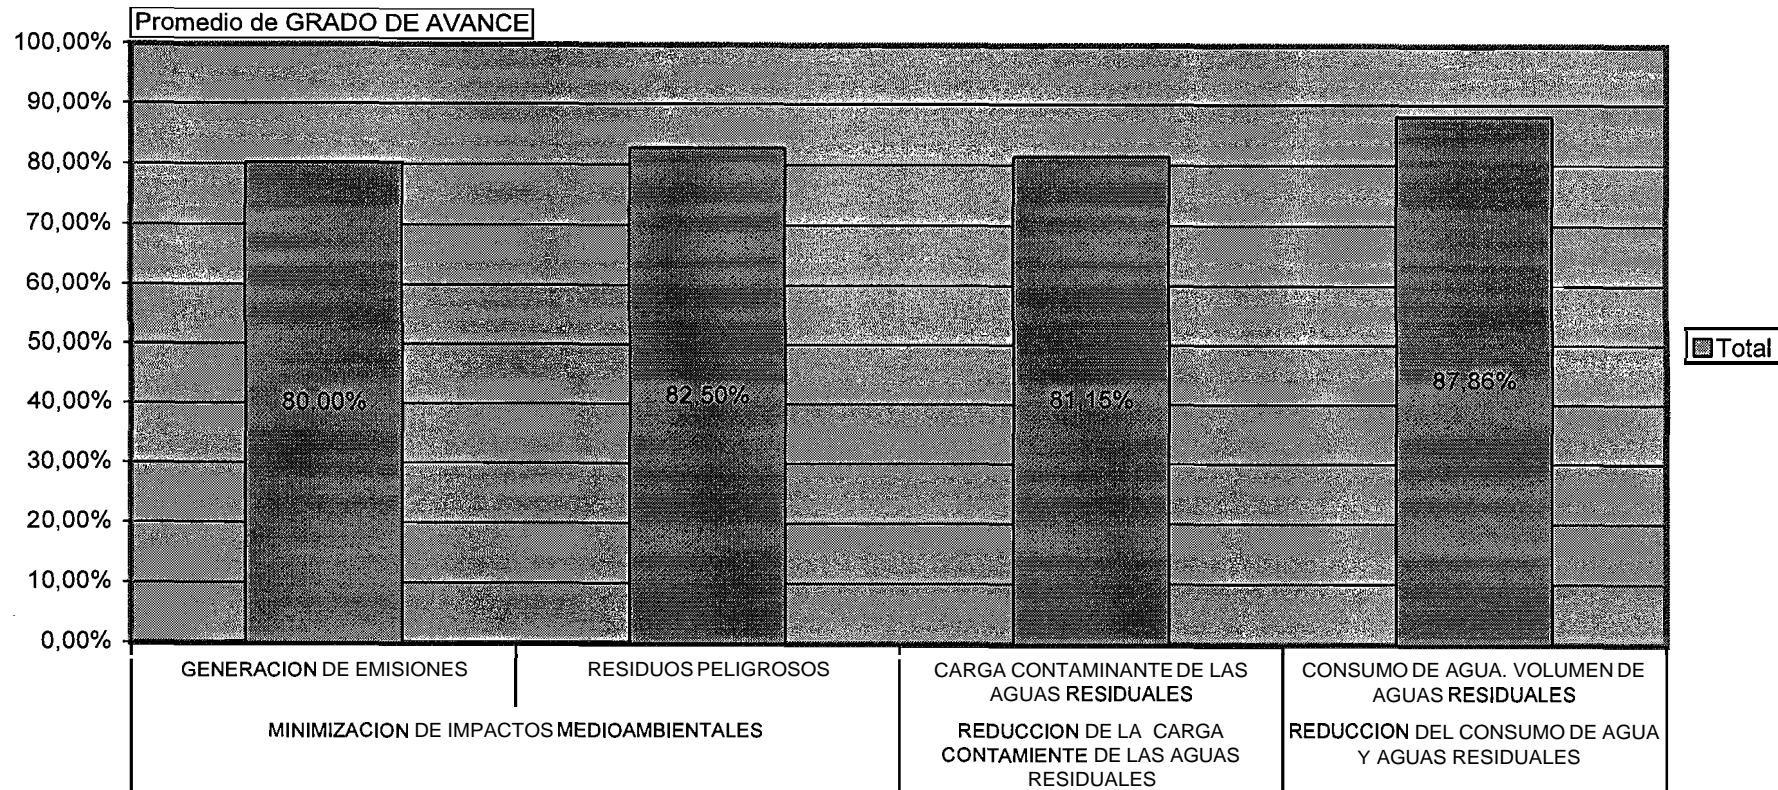 Promedio de GRADO DE AVANCE
100,00%
90,00%
80,00%
70,00%
60,00%
50,00%
40,00%
30,00%
20,00%
10,00%
0,00%
80,00%
82,50%
81,15%
87,86%
Total
GENERACION DE EMISIONES
RESIDUOS PELIGROSOS
CARGA CONTAMINANTE DE LAS
AGUAS RESIDUALES
CONSUMO DE AGUA. VOLUMEN DE
AGUAS RESIDUALES
MINIMIZACION DE IMPACTOS MEDIOAMBIENTALES
REDUCCION DE LA CARGA
CONTAMIENTE DE LAS AGUAS
RESIDUALES
REDUCCION DEL CONSUMO DE AGUA
Y AGUAS RESIDUALES